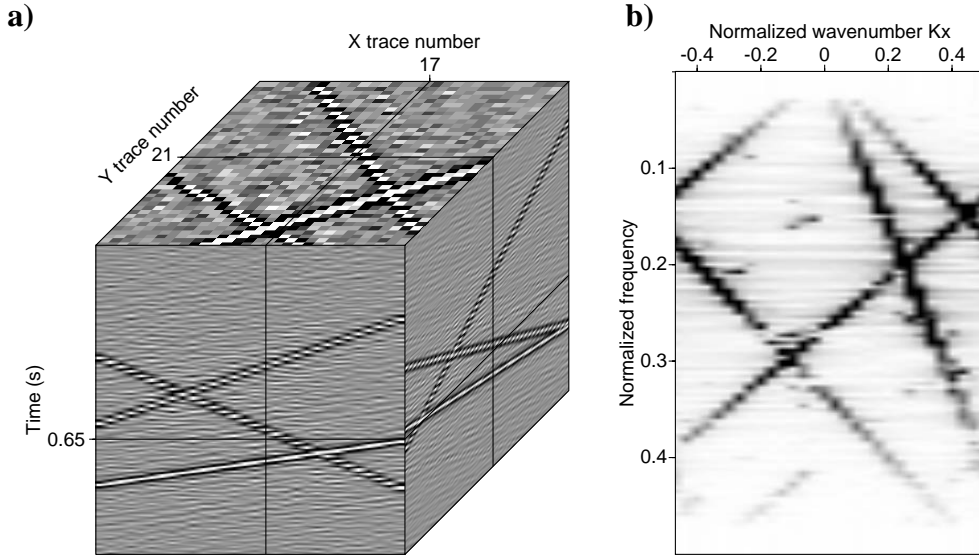 a)
X trace number
17
Y trace number
21
Time (s)
0.65
b)
Normalized wavenumber Kx
-0.4 -0.2 0 0.2 0.4
Normalized frequency
0.1
0.2
0.3
0.4